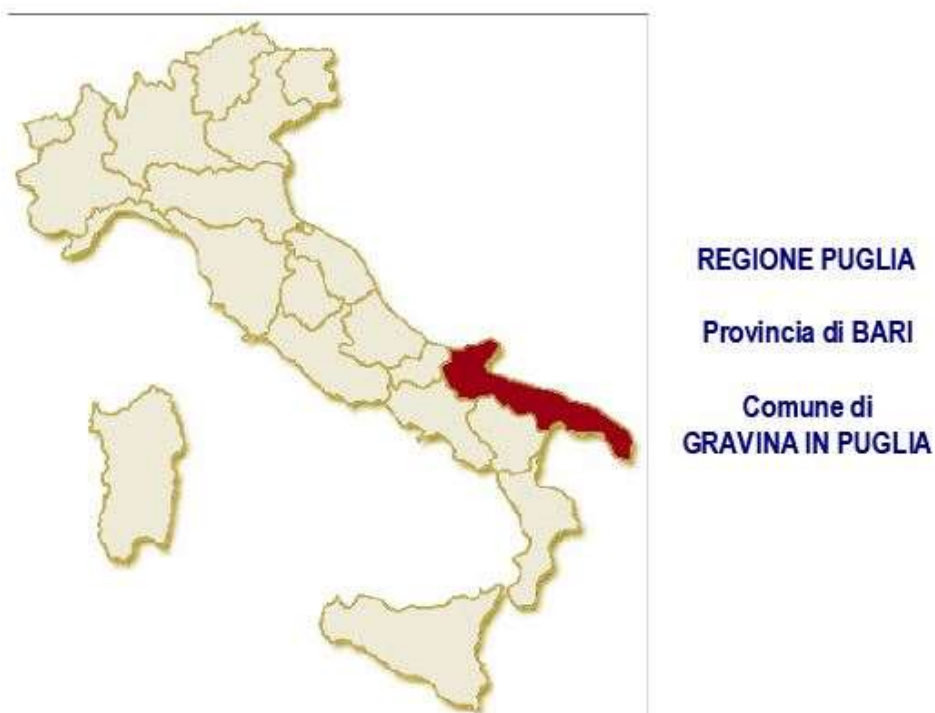 REGIONE PUGLIA
Provincia di BARI
Comune di
GRAVINA IN PUGLIA